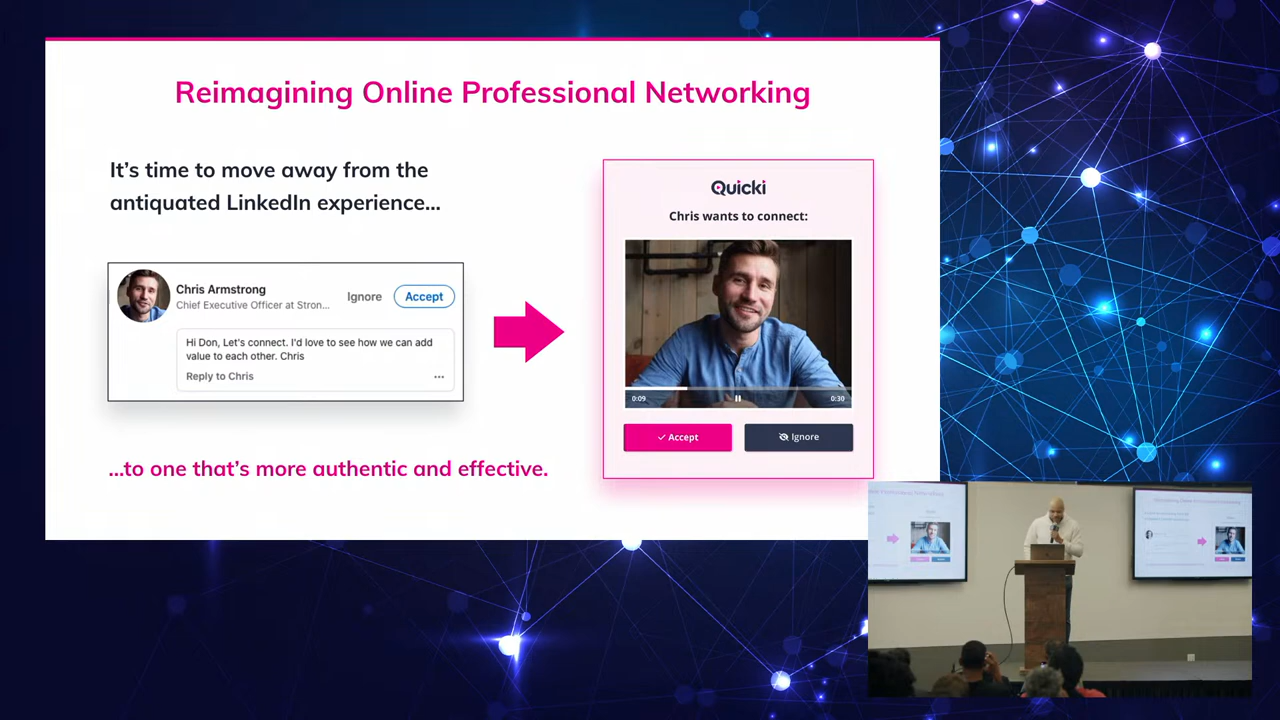 Reimagining Online Professional Networking
It's time to move away from the
antiquated LinkedIn experience...
Chris Armstrong
Chief Executive Officer at Stron...
Ignore
Accept
Hi Don, Let's connect. I'd love to see how we can add
value to each other. Chris
Reply to Chris
...to one that's more authentic and effective.
Quicki
Chris wants to connect:
0:09
0:30
Accept
Ignore